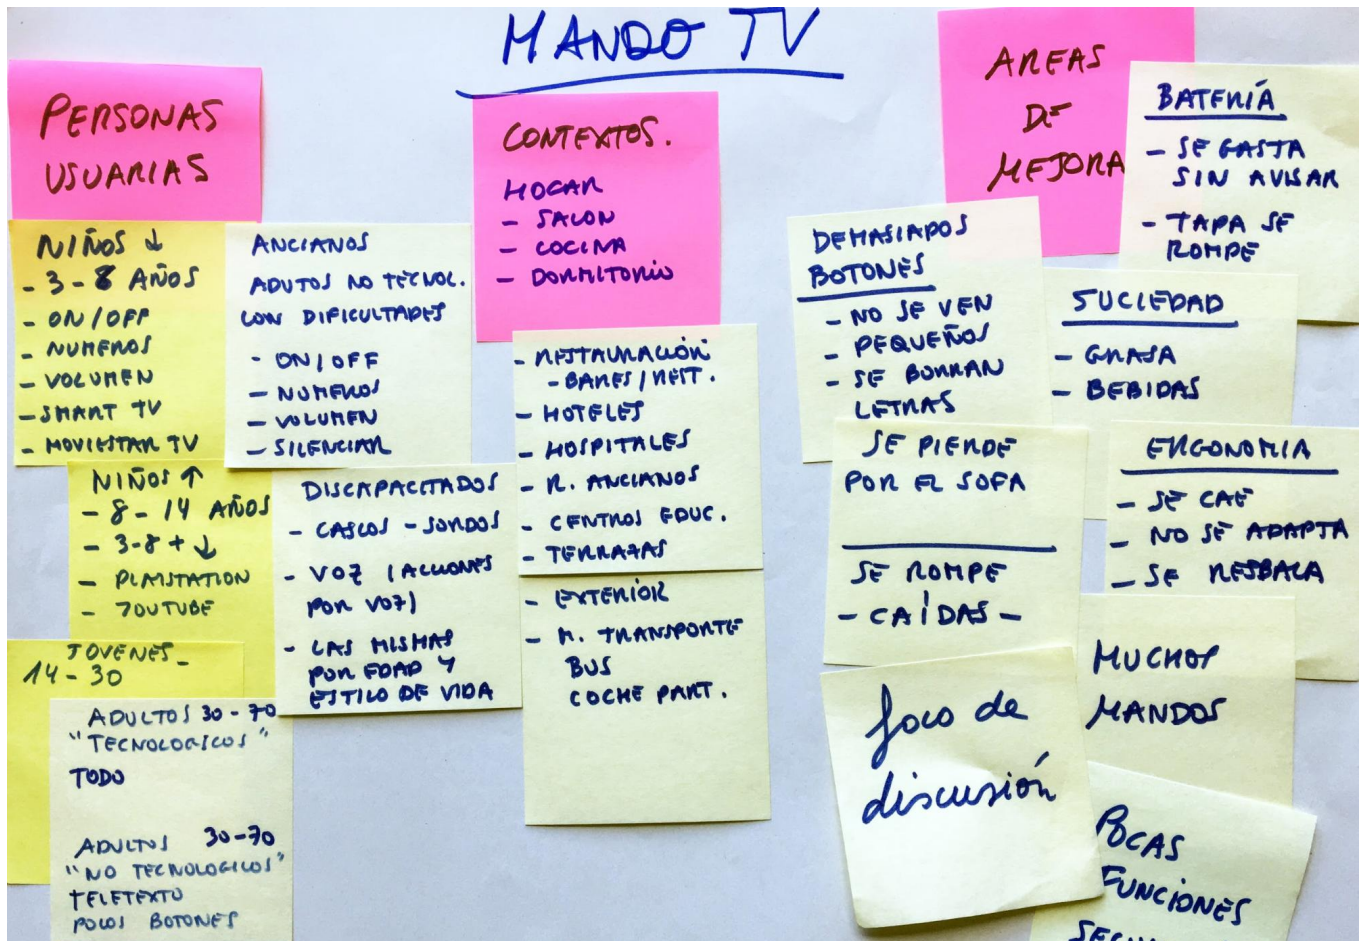 MANDO TV
PERSONAS
USUARIAS
NIÑOS ↓
- 3 - 8 AÑOS
- ON/OFF
- NUMEROS
- VOLUMEN
- SMART TV
- MOVIESTAR TV
NIÑOS ↑
- 8 - 14 AÑOS
- 3-8 + ↓
- PLAYSTATION
- YOUTUBE
JOVENES -
14 - 30
ADULTOS 30 - 70
"TECNOLOGICOS"
TODO
ADULTOS 30-70
"NO TECNOLOGICOS"
TELETEXTO
POCOS BOTONES
ANCIANOS
ADUTOS NO TECNOL.
CON DIFICULTADES
- ON/OFF
- NUMEROS
- VOLUMEN
- SILENCIAR
DISCAPACITADOS
- CASCOS - SORDOS
- VOZ (ACCIONES
POR VOZ)
- LAS MISMAS
POR EDAD Y
ESTILO DE VIDA
CONTEXTOS.
HOGAR
- SALON
- COCINA
- DORMITORIO
- RESTAURACIÓN
- BARES/REST.
- HOTELES
- HOSPITALES
- R. ANCIANOS
- CENTROS EDUC.
- TERRAZAS
- EXTERIOR
- M. TRANSPORTE
BUS
COCHE PART.
AREAS
DE
MEJORA
BATERÍA
- SE GASTA
SIN AVISAR
- TAPA SE
ROMPE
DEMASIADOS
BOTONES
- NO SE VEN
- PEQUEÑOS
- SE BORRAN
LETRAS
SUCIEDAD
- GRASA
- BEBIDAS
SE PIERDE
POR EL SOFA
SE ROMPE
- CAÍDAS -
ERGONOMIA
- SE CAE
- NO SE ADAPTA
- SE RESBALA
foco de
discusión
MUCHOS
MANDOS
POCAS
FUNCIONES